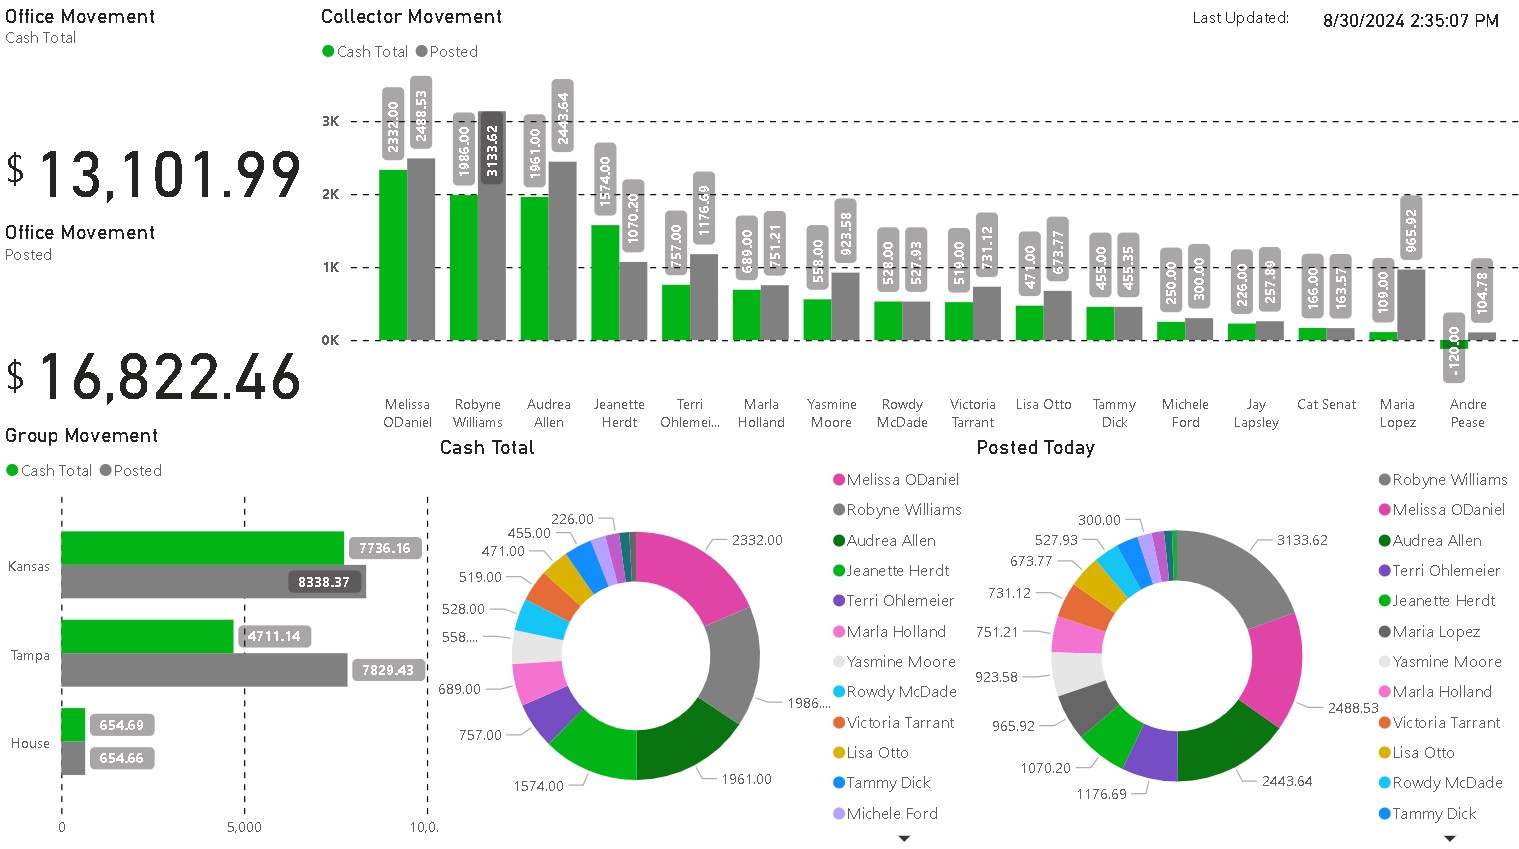 Office Movement
Cash Total
$ 13,101.99
Office Movement
Posted
$ 16,822.46
Collector Movement
Cash Total Posted
Last Updated: 8/30/2024 2:35:07 PM
3K
2K
1K
0K
2332.00 2488.53
1986.00 3133.62
1961.00 2443.64
1574.00 1070.20
757.00 1176.69
689.00 751.21
558.00 923.58
528.00 527.93
519.00 731.12
471.00 673.77
455.00 455.35
250.00 300.00
226.00 257.89
166.00 163.57
109.00 965.92
-120.00 104.78
Melissa ODaniel
Robyne Williams
Audrea Allen
Jeanette Herdt
Terri Ohlemei...
Marla Holland
Yasmine Moore
Rowdy McDade
Victoria Tarrant
Lisa Otto
Tammy Dick
Michele Ford
Jay Lapsley
Cat Senat
Maria Lopez
Andre Pease
Group Movement
Cash Total Posted
Kansas
7736.16
8338.37
Tampa
4711.14
7829.43
House
654.69
654.66
0 5,000 10,0.
Cash Total
226.00
455.00
471.00
519.00
528.00
558....
689.00
757.00
1574.00
2332.00
1986....
1961.00
Melissa ODaniel
Robyne Williams
Audrea Allen
Jeanette Herdt
Terri Ohlemeier
Marla Holland
Yasmine Moore
Rowdy McDade
Victoria Tarrant
Lisa Otto
Tammy Dick
Michele Ford
Posted Today
300.00
527.93
673.77
731.12
751.21
923.58
965.92
1070.20
1176.69
3133.62
2488.53
2443.64
Robyne Williams
Melissa ODaniel
Audrea Allen
Terri Ohlemeier
Jeanette Herdt
Maria Lopez
Yasmine Moore
Marla Holland
Victoria Tarrant
Lisa Otto
Rowdy McDade
Tammy Dick